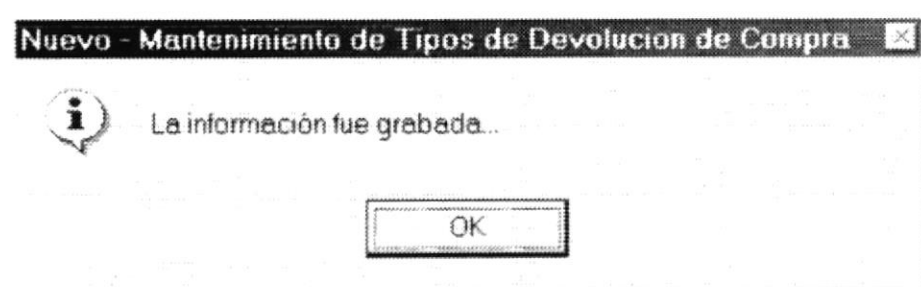 Nuevo - Mantenimiento de Tipos de Devolucion de Compra
La información fue grabada...
OK